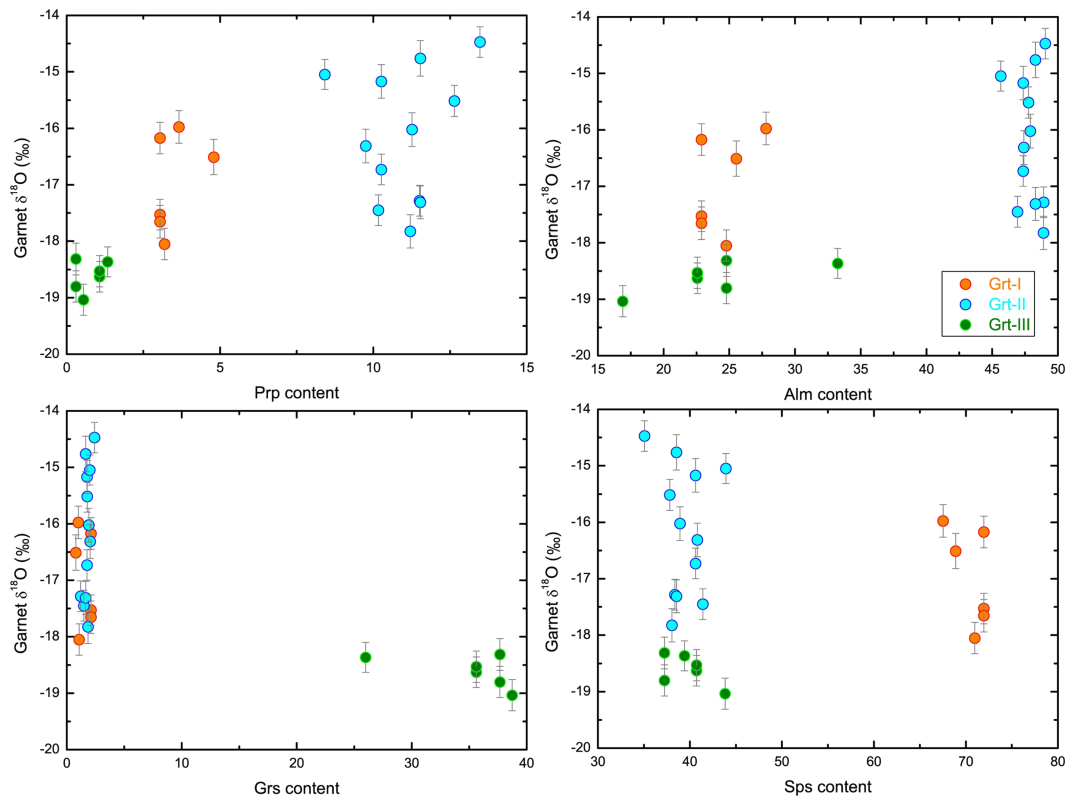 -14
-15
-16
-17
-18
-19
-20
Garnet δ¹⁸O (‰)
0 5 10 15
Prp content
-14
-15
-16
-17
-18
-19
-20
Garnet δ¹⁸O (‰)
15 20 25 30 35 40 45 50
Alm content
Grt-I
Grt-II
Grt-III
-14
-15
-16
-17
-18
-19
-20
Garnet δ¹⁸O (‰)
0 10 20 30 40
Grs content
-14
-16
-18
-20
Garnet δ¹⁸O (‰)
30 40 50 60 70 80
Sps content